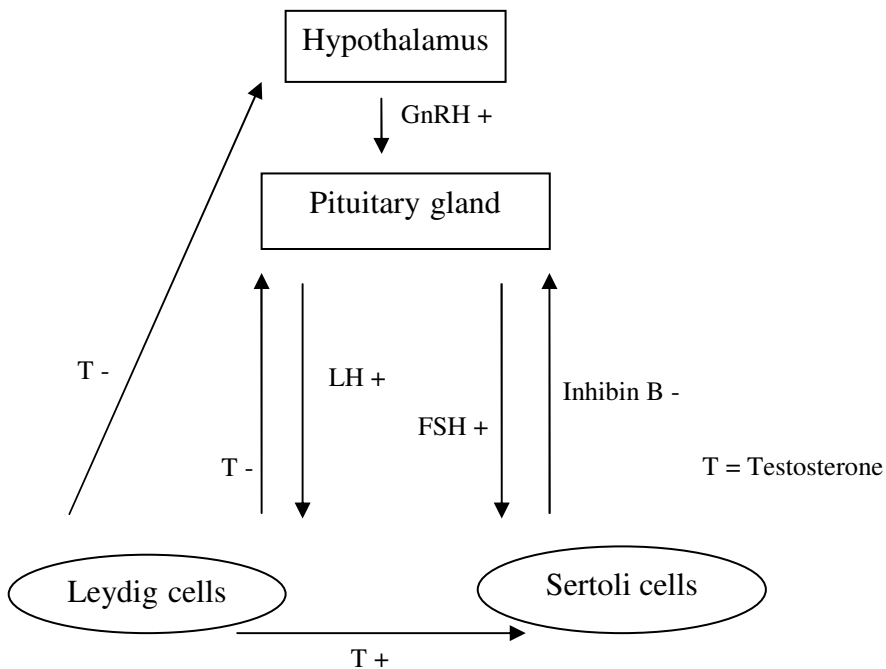 Hypothalamus
GnRH +
Pituitary gland
T -
LH +
Inhibin B -
FSH +
T -
T = Testosterone
Leydig cells
Sertoli cells
T +